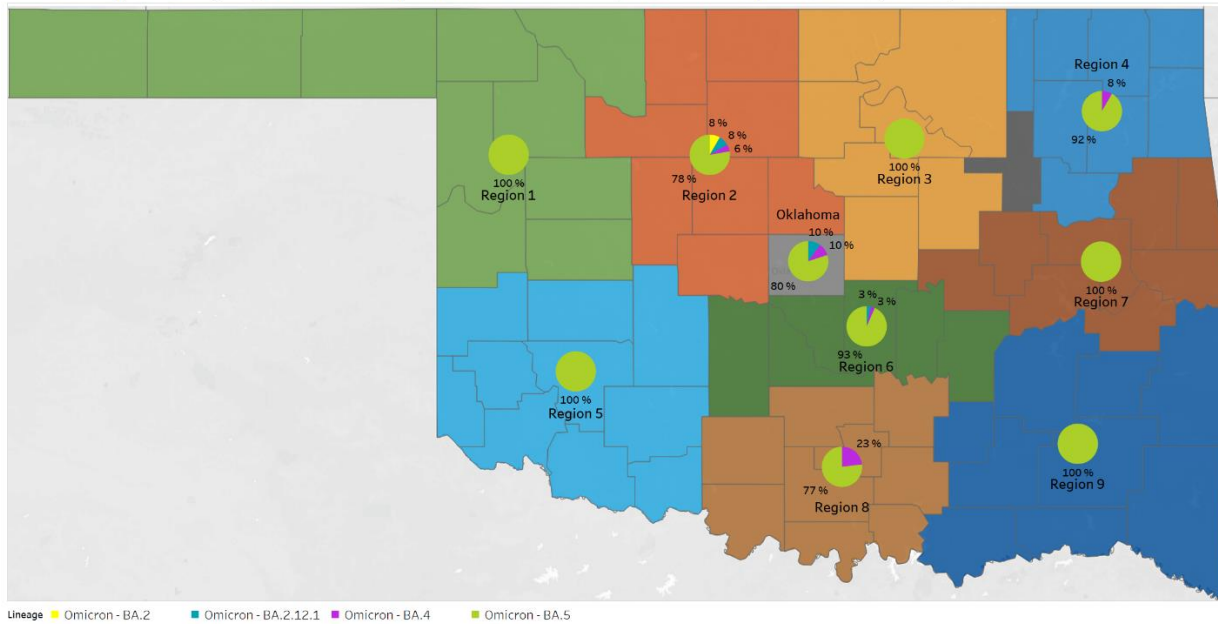 Region 4
8 %
92 %
8 %
8 %
6 %
78 %
Region 2
100 %
Region 1
100 %
Region 3
Oklahoma
10 %
10 %
80 %
100 %
Region 7
3 %
3 %
93 %
Region 6
100 %
Region 5
23 %
77 %
Region 8
100 %
Region 9
Lineage Omicron - BA.2 Omicron - BA.2.12.1 Omicron - BA.4 Omicron - BA.5